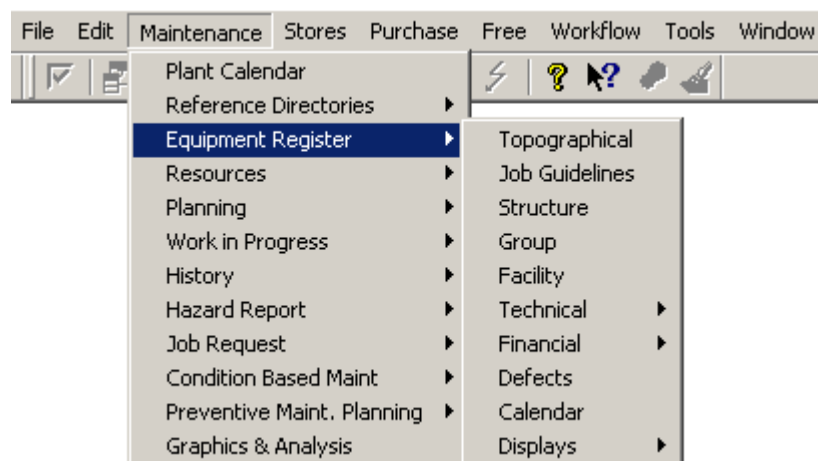 File Edit Maintenance Stores Purchase Free Workflow Tools Window
Plant Calendar
Reference Directories
Equipment Register
Resources
Planning
Work in Progress
History
Hazard Report
Job Request
Condition Based Maint
Preventive Maint. Planning
Graphics & Analysis
Topographical
Job Guidelines
Structure
Group
Facility
Technical
Financial
Defects
Calendar
Displays